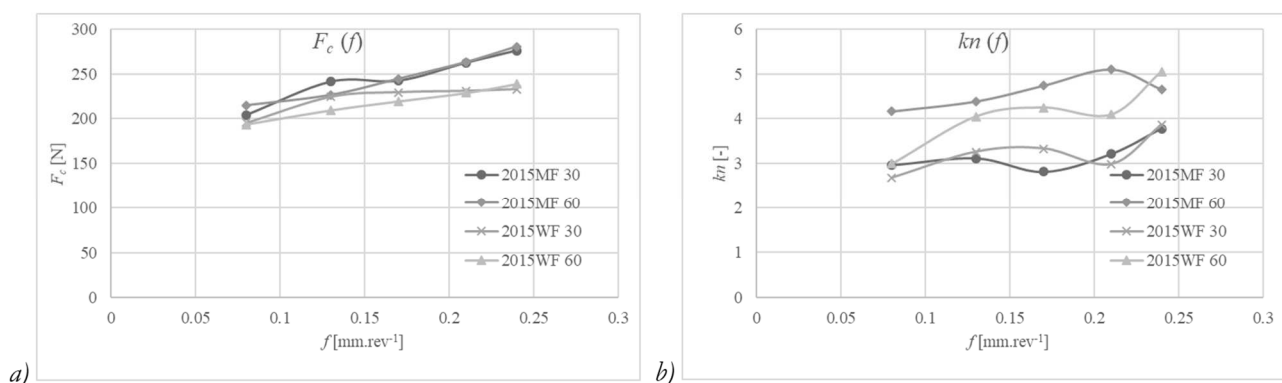 F_c (f)
300
250
200
150
100
50
0
F_c [N]
0 0.05 0.1 0.15 0.2 0.25 0.3
f [mm.rev⁻¹]
2015MF 30
2015MF 60
2015WF 30
2015WF 60
a)
kn (f)
6
5
4
3
2
1
0
kn [-]
0 0.05 0.1 0.15 0.2 0.25 0.3
f [mm.rev⁻¹]
2015MF 30
2015MF 60
2015WF 30
2015WF 60
b)